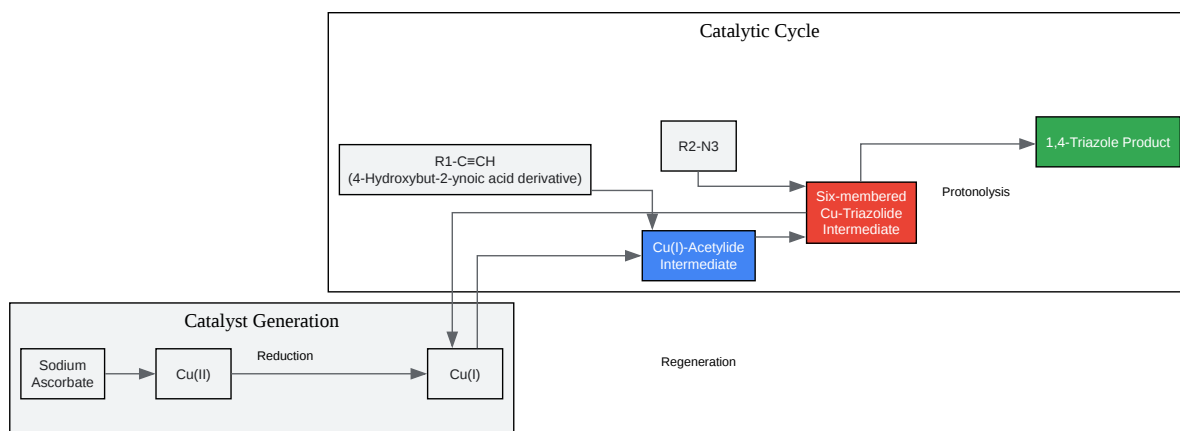 Catalytic Cycle
R2-N3
1,4-Triazole Product
R1-C≡CH
(4-Hydroxybut-2-ynoic acid derivative)
Six-membered
Cu-Triazolide
Intermediate
Protonolysis
Cu(I)-Acetylide
Intermediate
Catalyst Generation
Sodium
Ascorbate
Cu(II)
Reduction
Cu(I)
Regeneration